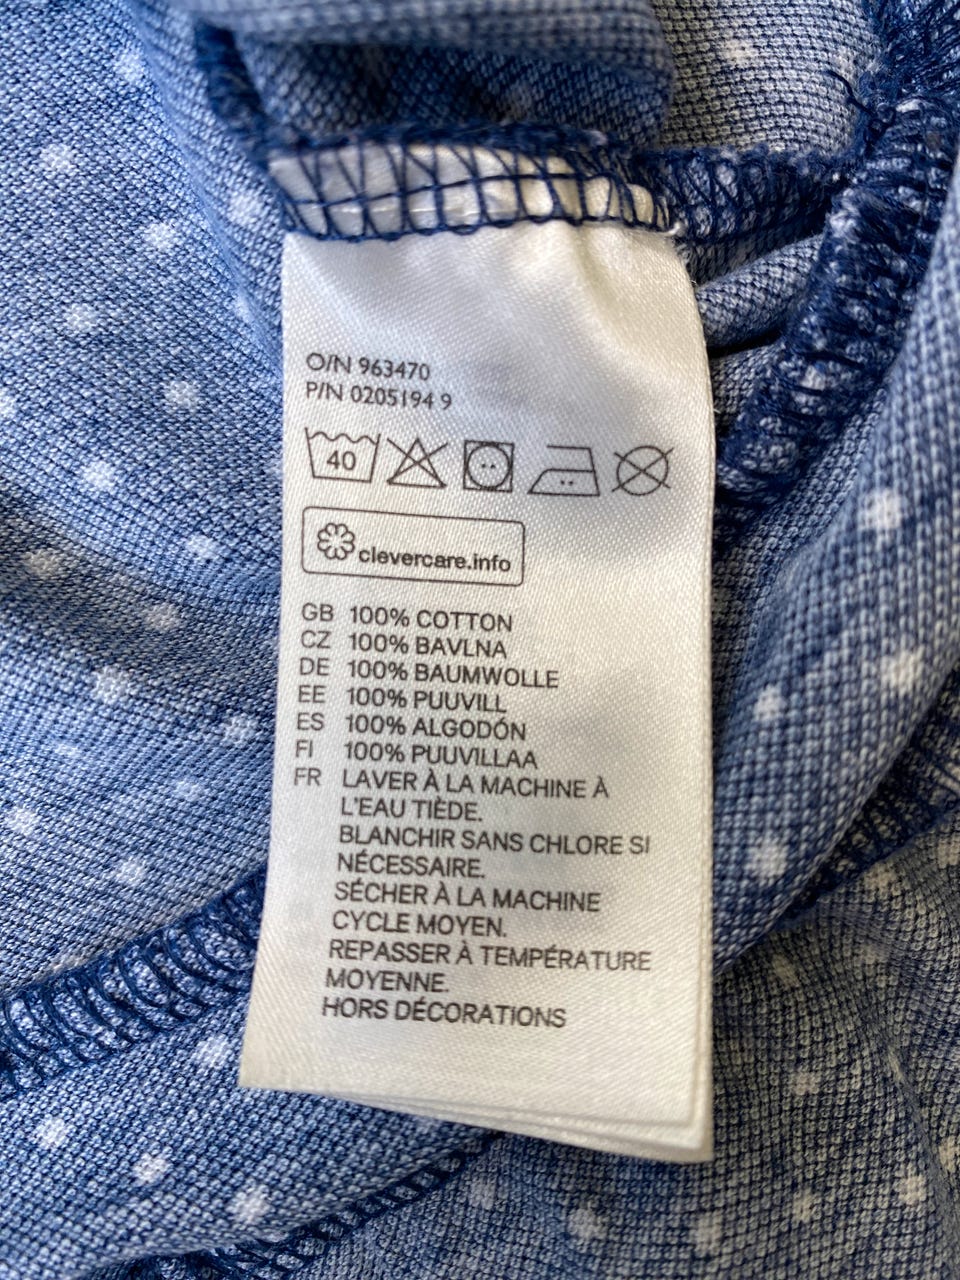 O/N 963470
P/N 0205194 9
40
clevercare.info
GB 100% COTTON
CZ 100% BAVLNA
DE 100% BAUMWOLLE
EE 100% PUUVILL
ES 100% ALGODÓN
FI 100% PUUVILLAA
FR LAVER À LA MACHINE À
L'EAU TIÈDE.
BLANCHIR SANS CHLORE SI
NÉCESSAIRE.
SÉCHER À LA MACHINE
CYCLE MOYEN.
REPASSER À TEMPÉRATURE
MOYENNE.
HORS DÉCORATIONS